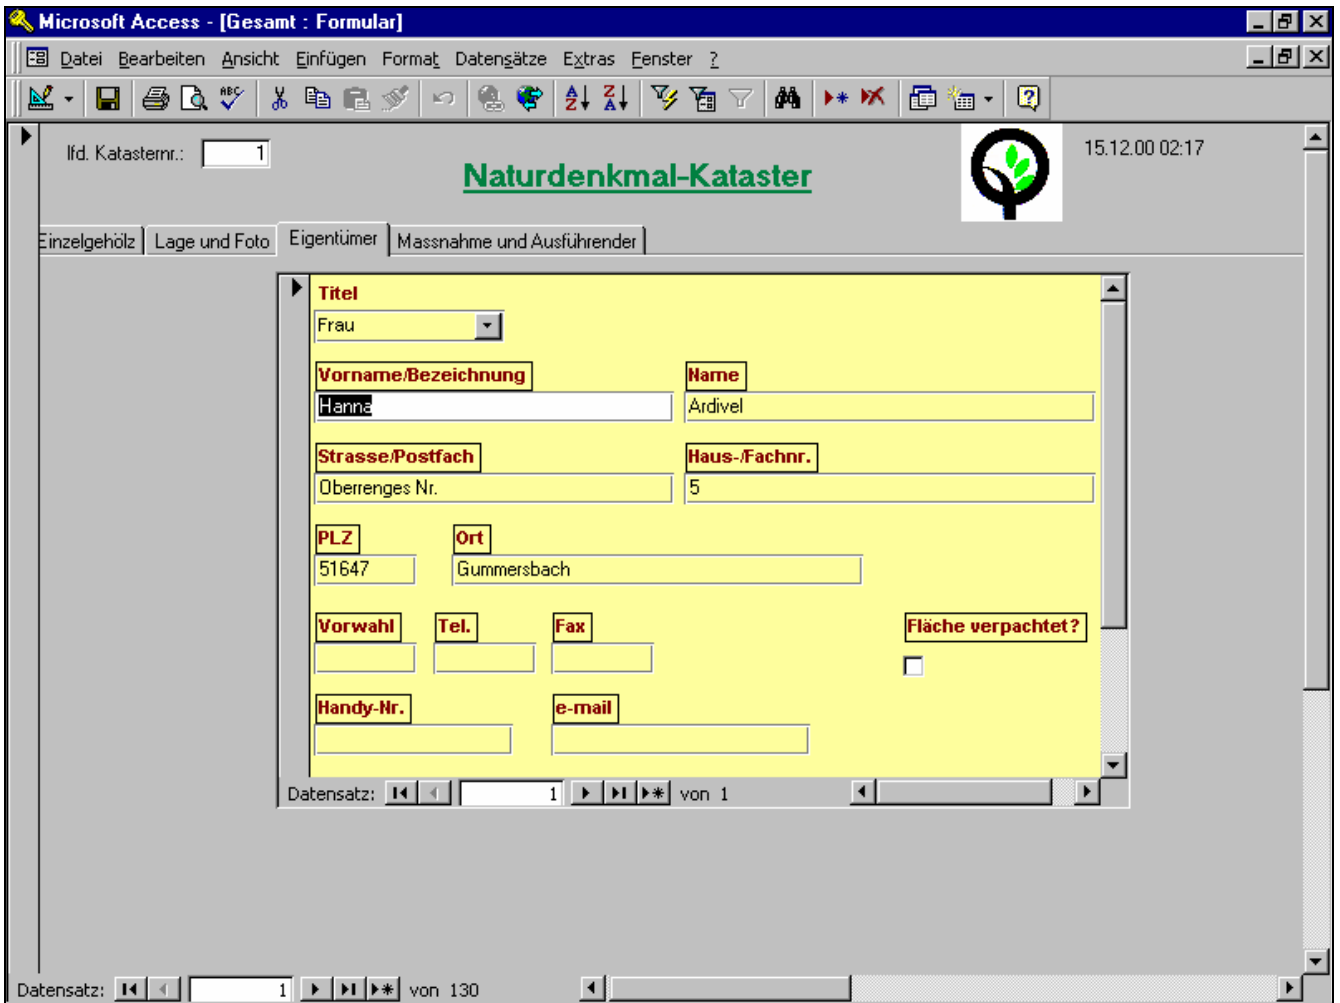 Microsoft Access - [Gesamt : Formular]
Datei Bearbeiten Ansicht Einfügen Format Datensätze Extras Fenster ?
ABC
lfd. Katasternr.: 1
Naturdenkmal-Kataster
15.12.00 02:17
Einzelgehölz Lage und Foto Eigentümer Massnahme und Ausführender
Titel
Frau
Vorname/Bezeichnung Name
Hanna Ardivel
Strasse/Postfach Haus-/Fachnr.
Oberrenges Nr. 5
PLZ Ort
51647 Gummersbach
Vorwahl Tel. Fax Fläche verpachtet?
Handy-Nr. e-mail
Datensatz: 1 von 1
Datensatz: 1 von 130